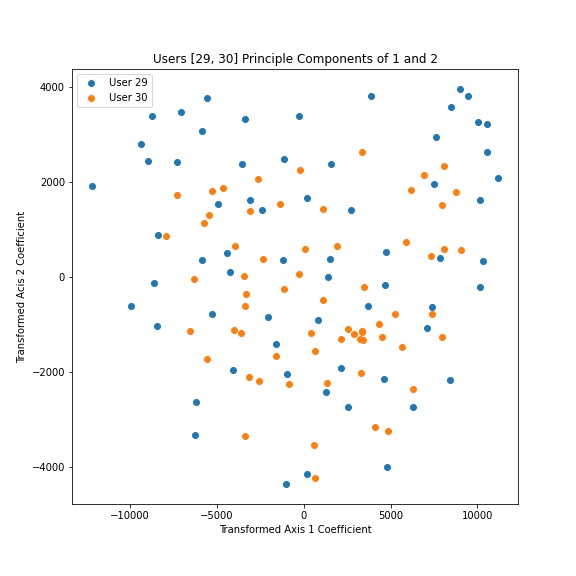 Users [29, 30] Principle Components of 1 and 2
User 29
User 30
4000
2000
0
−2000
−4000
Transformed Acis 2 Coefficient
−10000
−5000
0
5000
10000
Transformed Axis 1 Coefficient